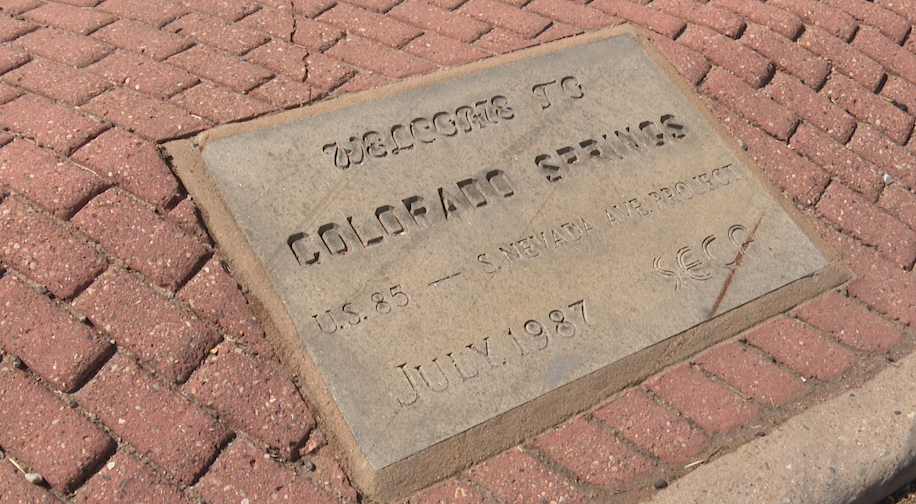 WELCOME TO
COLORADO SPRINGS
U.S. 85 — S. NEVADA AVE. PROJECT
JULY. 1987 SECO